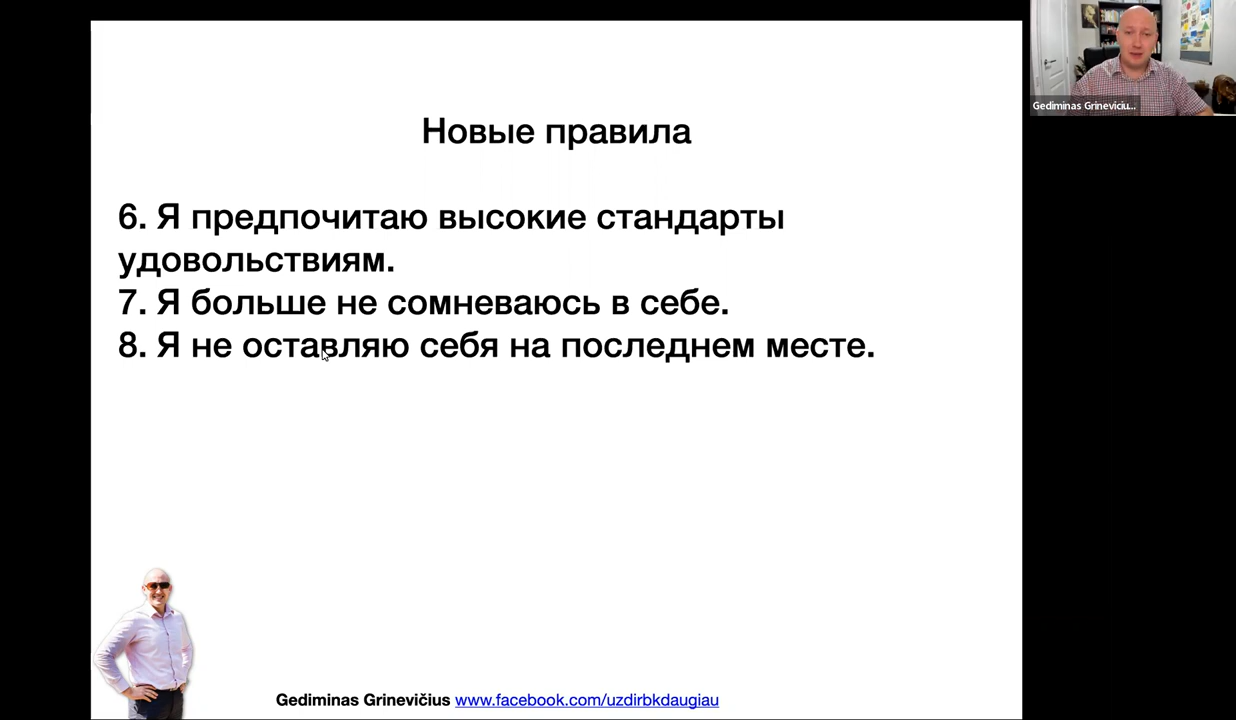 Gediminas Grineviciu...
Новые правила
6. Я предпочитаю высокие стандарты
удовольствиям.
7. Я больше не сомневаюсь в себе.
8. Я не оставляю себя на последнем месте.
Gediminas Grinevičius www.facebook.com/uzdirbkdaugiau